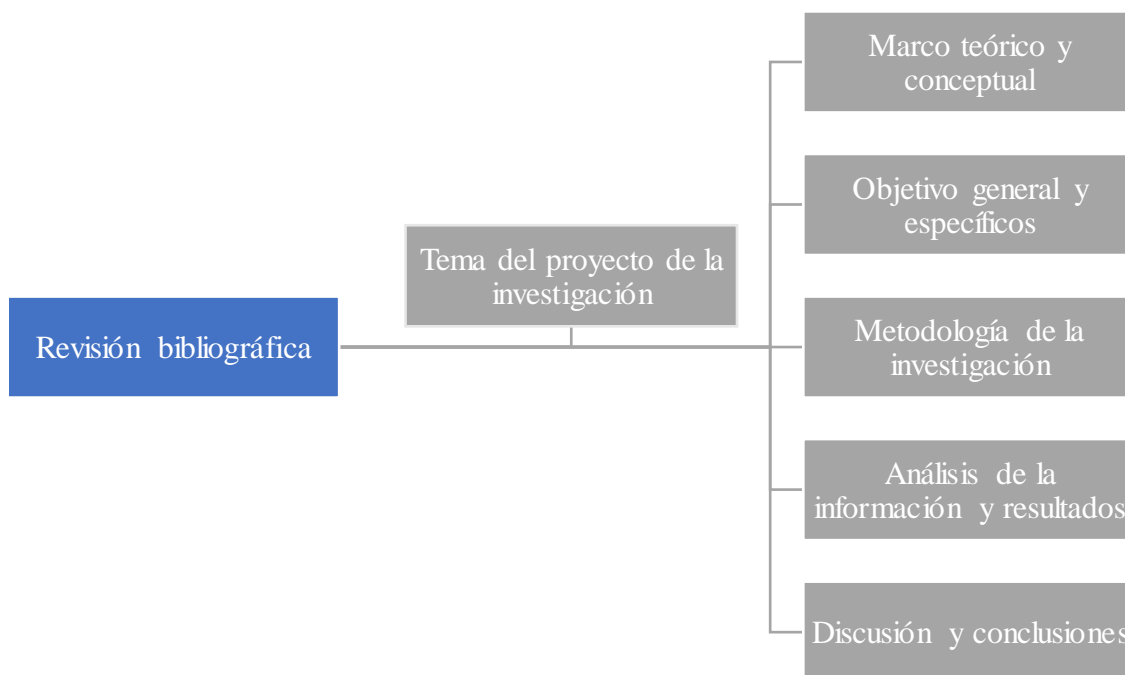 Revisión bibliográfica
Tema del proyecto de la
investigación
Marco teórico y
conceptual
Objetivo general y
específicos
Metodología de la
investigación
Análisis de la
información y resultados
Discusión y conclusiones